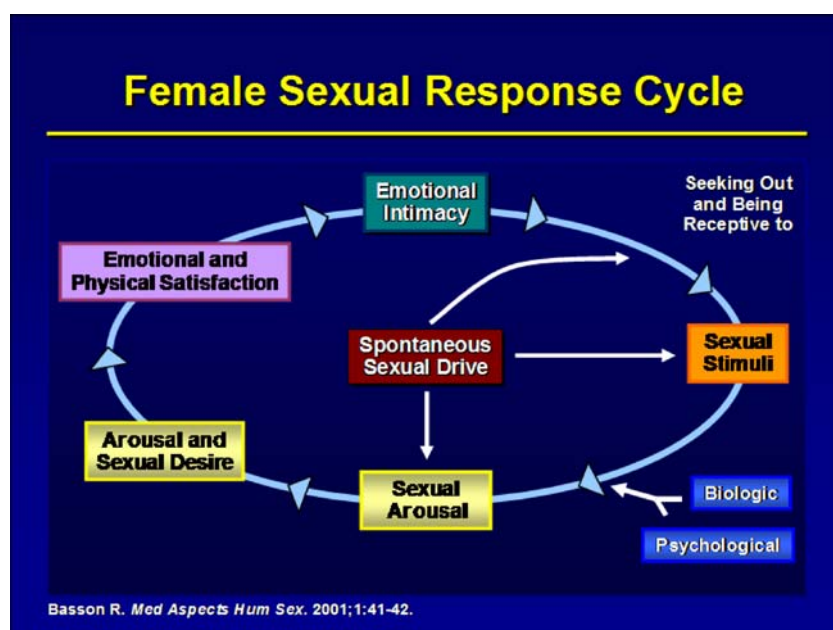 Female Sexual Response Cycle
Emotional
Intimacy
Seeking Out
and Being
Receptive to
Emotional and
Physical Satisfaction
Spontaneous
Sexual Drive
Sexual
Stimuli
Arousal and
Sexual Desire
Sexual
Arousal
Biologic
Psychological
Basson R. Med Aspects Hum Sex. 2001;1:41-42.